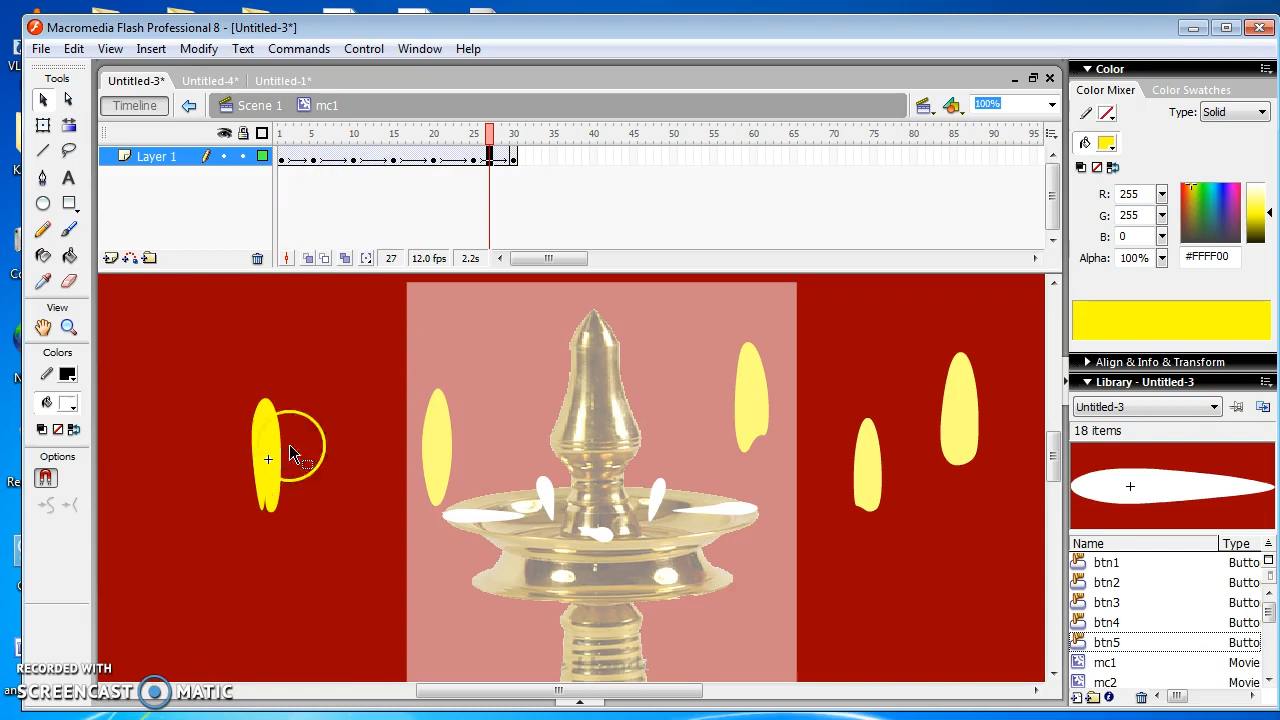 Macromedia Flash Professional 8 - [Untitled-3*]
File Edit View Insert Modify Text Commands Control Window Help
Tools
Untitled-3* Untitled-4* Untitled-1*
Timeline Scene 1 mc1 100%
1 5 10 15 20 25 30 35 40 45 50 55 60 65 70 75 80 85 90 95
Layer 1
27 12.0 fps 2.2s
View
Colors
Options
Color
Color Mixer Color Swatches
Type: Solid
R: 255
G: 255
B: 0
Alpha: 100% #FFFF00
Align & Info & Transform
Library - Untitled-3
Untitled-3
18 items
Name Type
btn1 Butto
btn2 Butto
btn3 Butto
btn4 Butto
btn5 Butto
mc1 Movie
mc2 Movie
RECORDED WITH
SCREENCAST MATIC